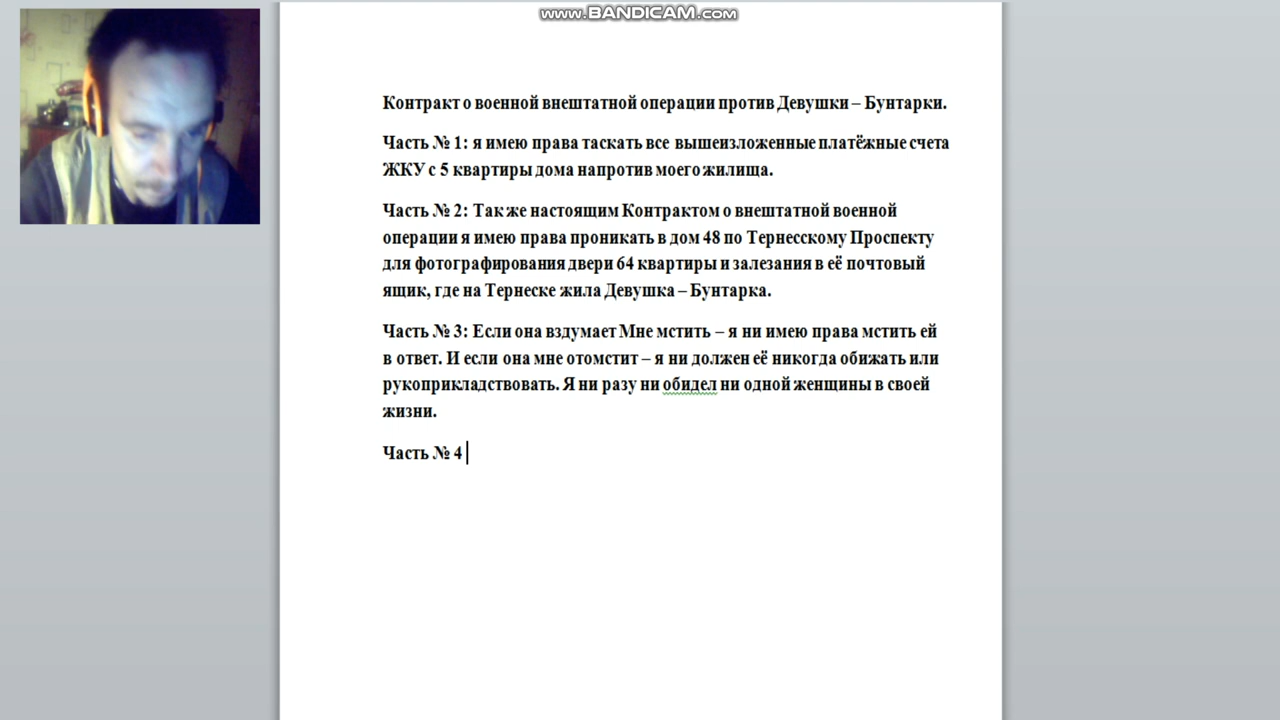 www.BANDICAM.com
Контракт о военной внештатной операции против Девушки – Бунтарки.
Часть № 1: я имею права таскать все вышеизложенные платёжные счета
ЖКУ с 5 квартиры дома напротив моего жилища.
Часть № 2: Так же настоящим Контрактом о внештатной военной
операции я имею права проникать в дом 48 по Тернесскому Проспекту
для фотографирования двери 64 квартиры и залезания в её почтовый
ящик, где на Тернеске жила Девушка – Бунтарка.
Часть № 3: Если она вздумает Мне мстить – я ни имею права мстить ей
в ответ. И если она мне отомстит – я ни должен её никогда обижать или
рукоприкладствовать. Я ни разу ни обидел ни одной женщины в своей
жизни.
Часть № 4